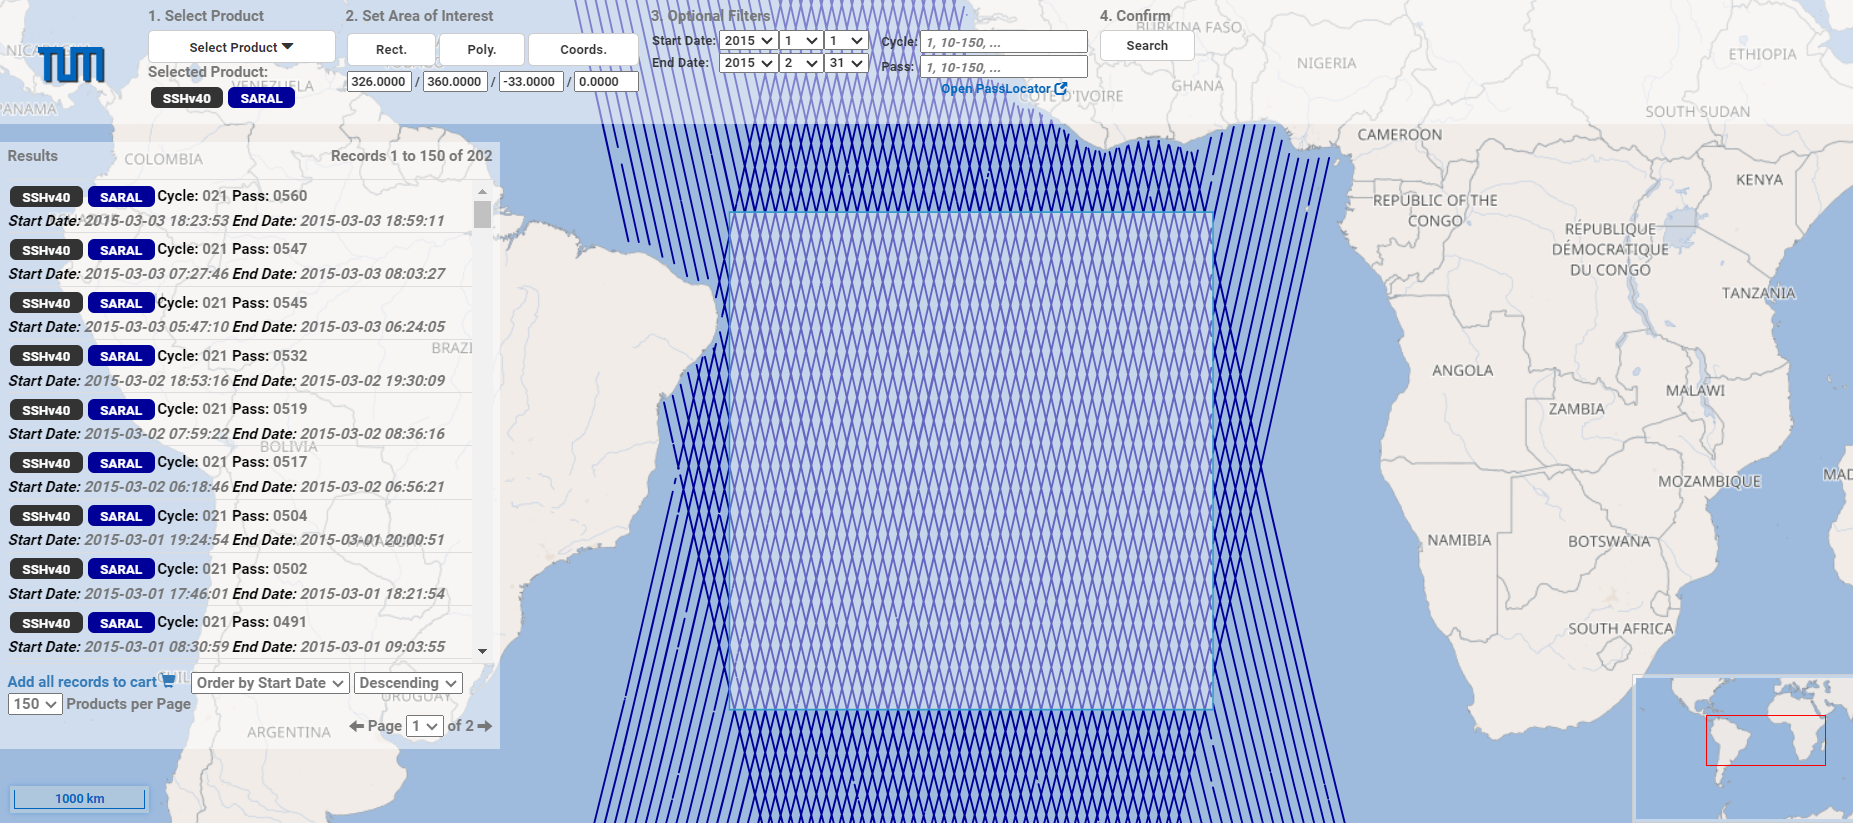 1. Select Product
2. Set Area of Interest
3. Optional Filters
4. Confirm
TUM
Select Product
Rect.
Poly.
Coords.
Start Date: 2015 1 1
Cycle: 1, 10-150, ...
Search
Selected Product:
326.0000 / 360.0000 / -33.0000 / 0.0000
End Date: 2015 2 31
Pass: 1, 10-150, ...
SSHv40 SARAL
Open PassLocator
Results
Records 1 to 150 of 202
SSHv40 SARAL Cycle: 021 Pass: 0560
Start Date: 2015-03-03 18:23:53 End Date: 2015-03-03 18:59:11
SSHv40 SARAL Cycle: 021 Pass: 0547
Start Date: 2015-03-03 07:27:46 End Date: 2015-03-03 08:03:27
SSHv40 SARAL Cycle: 021 Pass: 0545
Start Date: 2015-03-03 05:47:10 End Date: 2015-03-03 06:24:05
SSHv40 SARAL Cycle: 021 Pass: 0532
Start Date: 2015-03-02 18:53:16 End Date: 2015-03-02 19:30:09
SSHv40 SARAL Cycle: 021 Pass: 0519
Start Date: 2015-03-02 07:59:22 End Date: 2015-03-02 08:36:16
SSHv40 SARAL Cycle: 021 Pass: 0517
Start Date: 2015-03-02 06:18:46 End Date: 2015-03-02 06:56:21
SSHv40 SARAL Cycle: 021 Pass: 0504
Start Date: 2015-03-01 19:24:54 End Date: 2015-03-01 20:00:51
SSHv40 SARAL Cycle: 021 Pass: 0502
Start Date: 2015-03-01 17:46:01 End Date: 2015-03-01 18:21:54
SSHv40 SARAL Cycle: 021 Pass: 0491
Start Date: 2015-03-01 08:30:59 End Date: 2015-03-01 09:03:55
Add all records to cart
Order by Start Date
Descending
150 Products per Page
Page 1 of 2
1000 km
PANAMA
VENEZUELA
COLOMBIA
BRAZI
BOLIVIA
URUGUAY
ARGENTINA
BURKINA FASO
NIGERIA
ETHIOPIA
GHANA
CÔTE D'IVOIRE
SOUTH SUDAN
CAMEROON
KENYA
REPUBLIC OF THE
CONGO
RÉPUBLIQUE
DÉMOCRATIQUE
DU CONGO
TANZANIA
ANGOLA
MALAWI
ZAMBIA
MOZAMBIQUE
MAD
NAMIBIA
BOTSWANA
SOUTH AFRICA